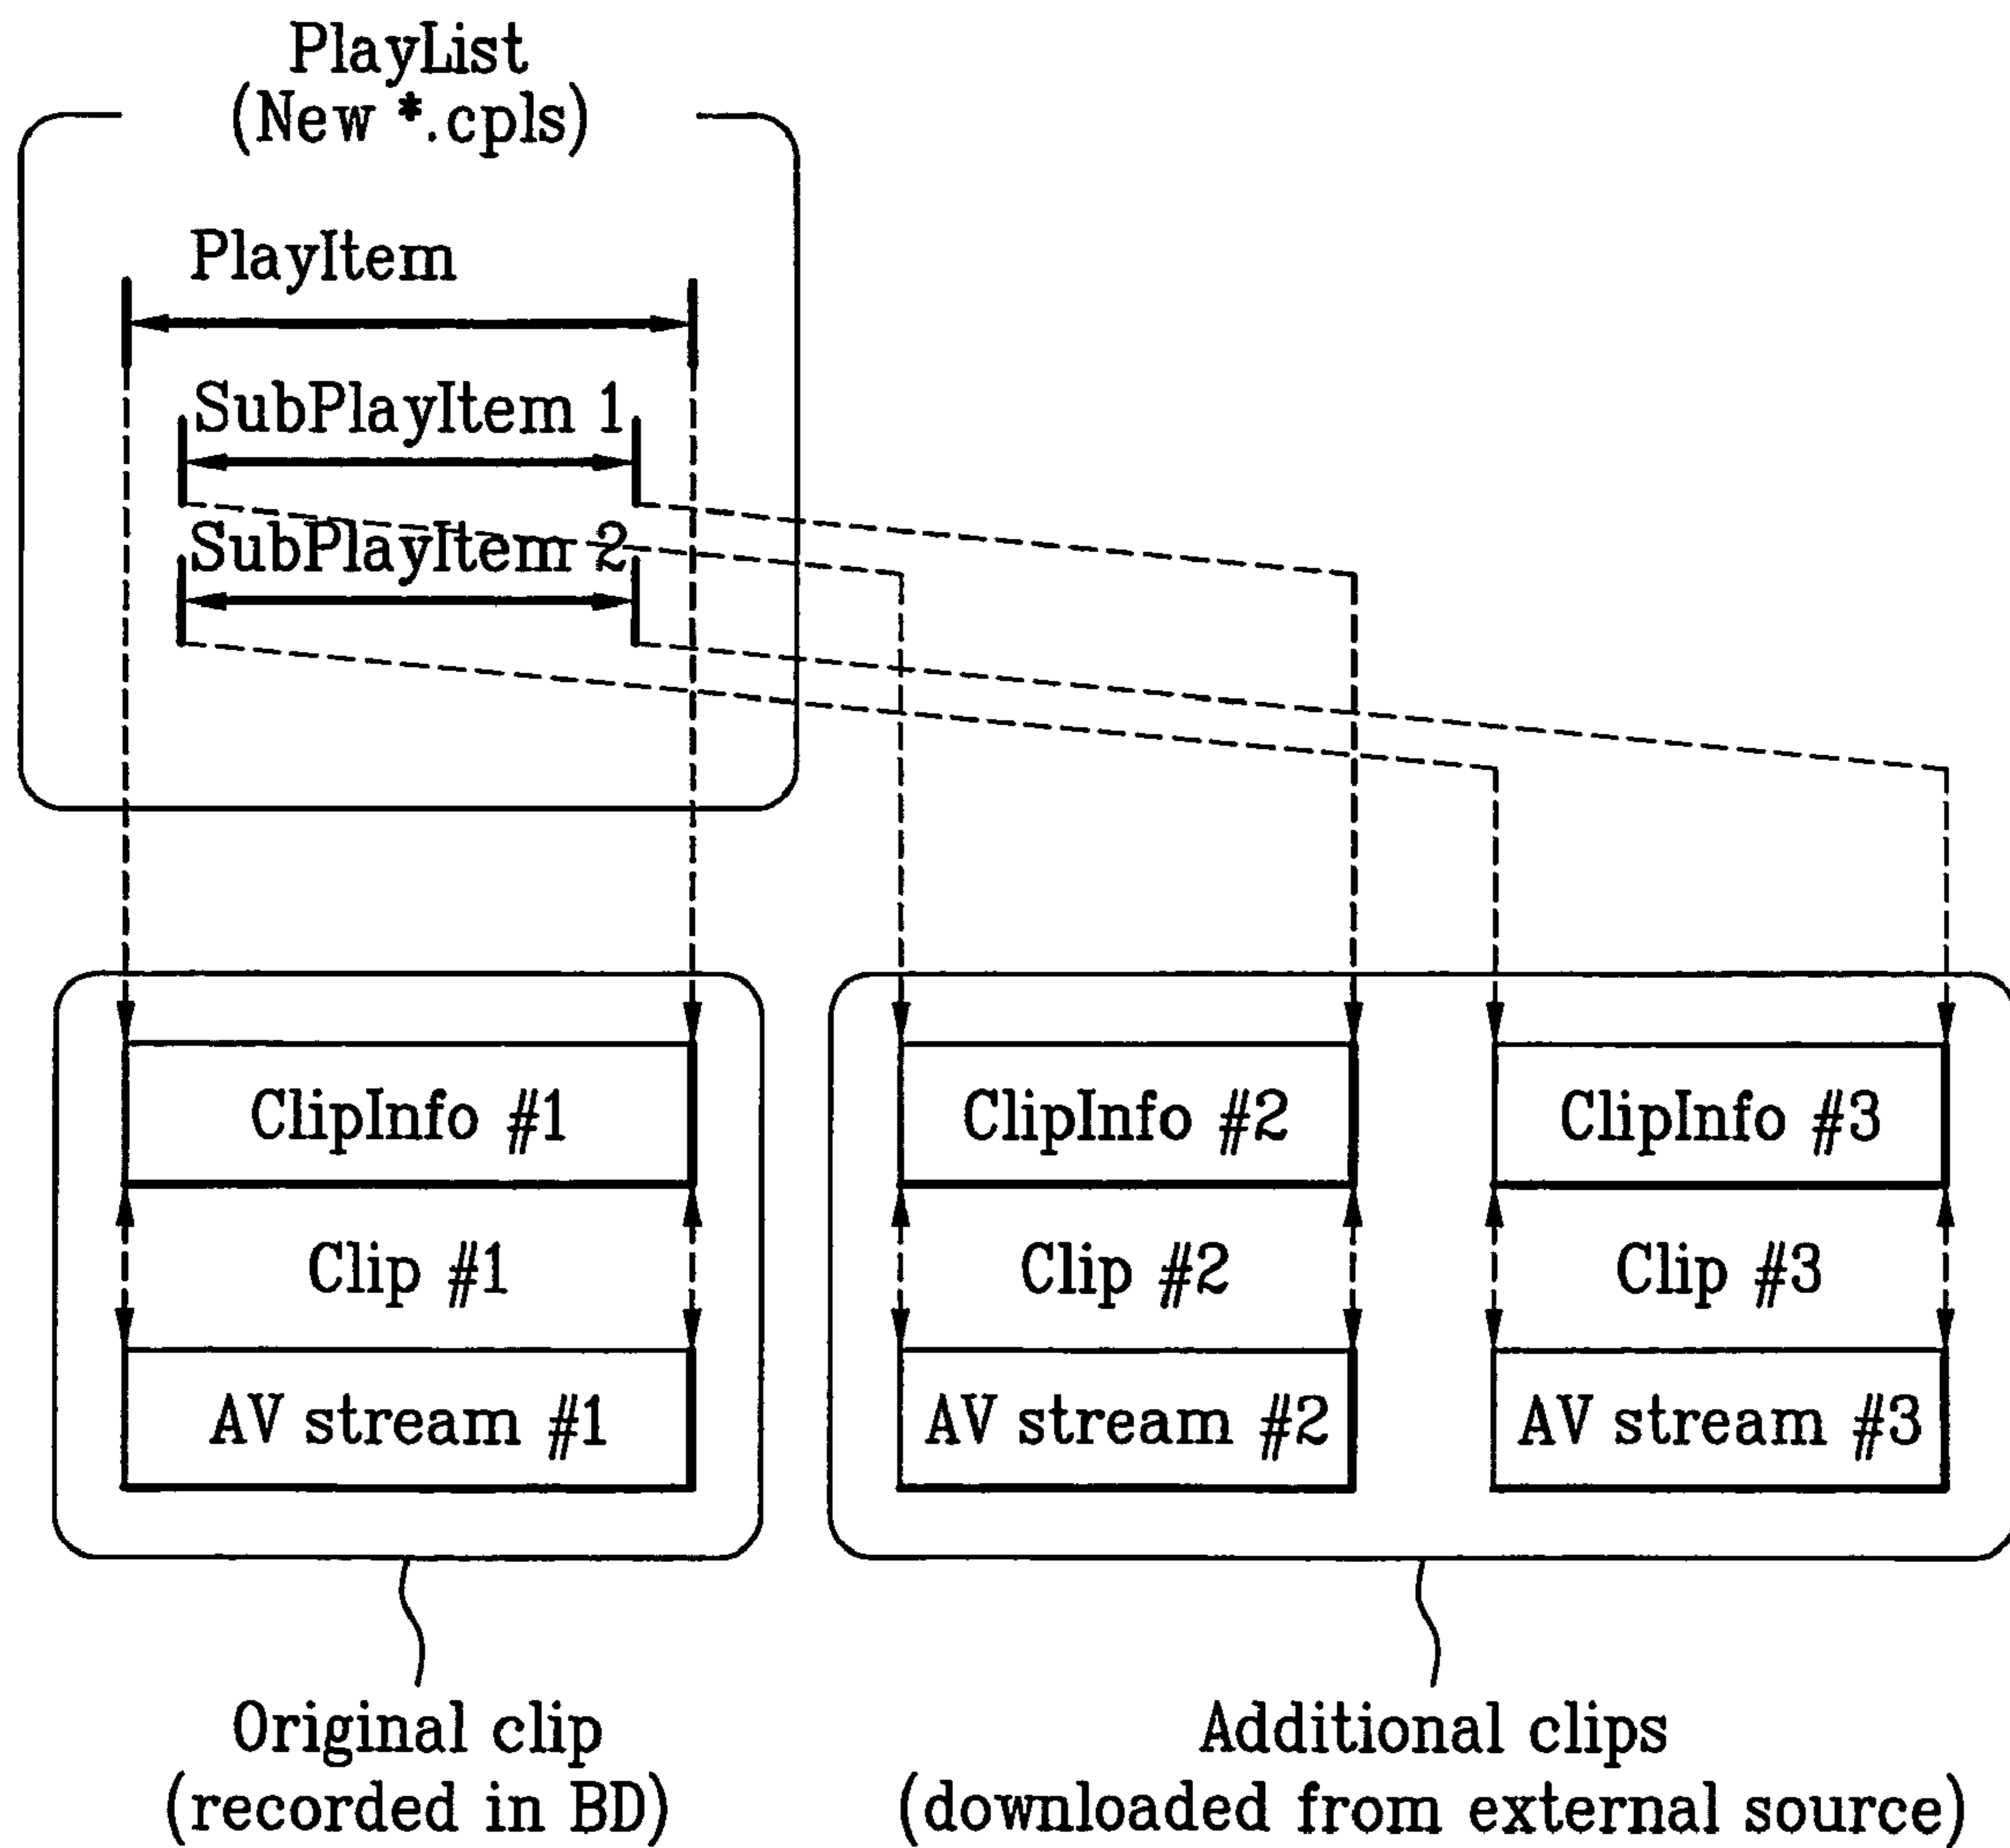 PlayList
(New *.cpls)
PlayItem
SubPlayItem 1
SubPlayItem 2
ClipInfo #1
ClipInfo #2
ClipInfo #3
Clip #1
Clip #2
Clip #3
AV stream #1
AV stream #2
AV stream #3
Original clip
(recorded in BD)
Additional clips
(downloaded from external source)